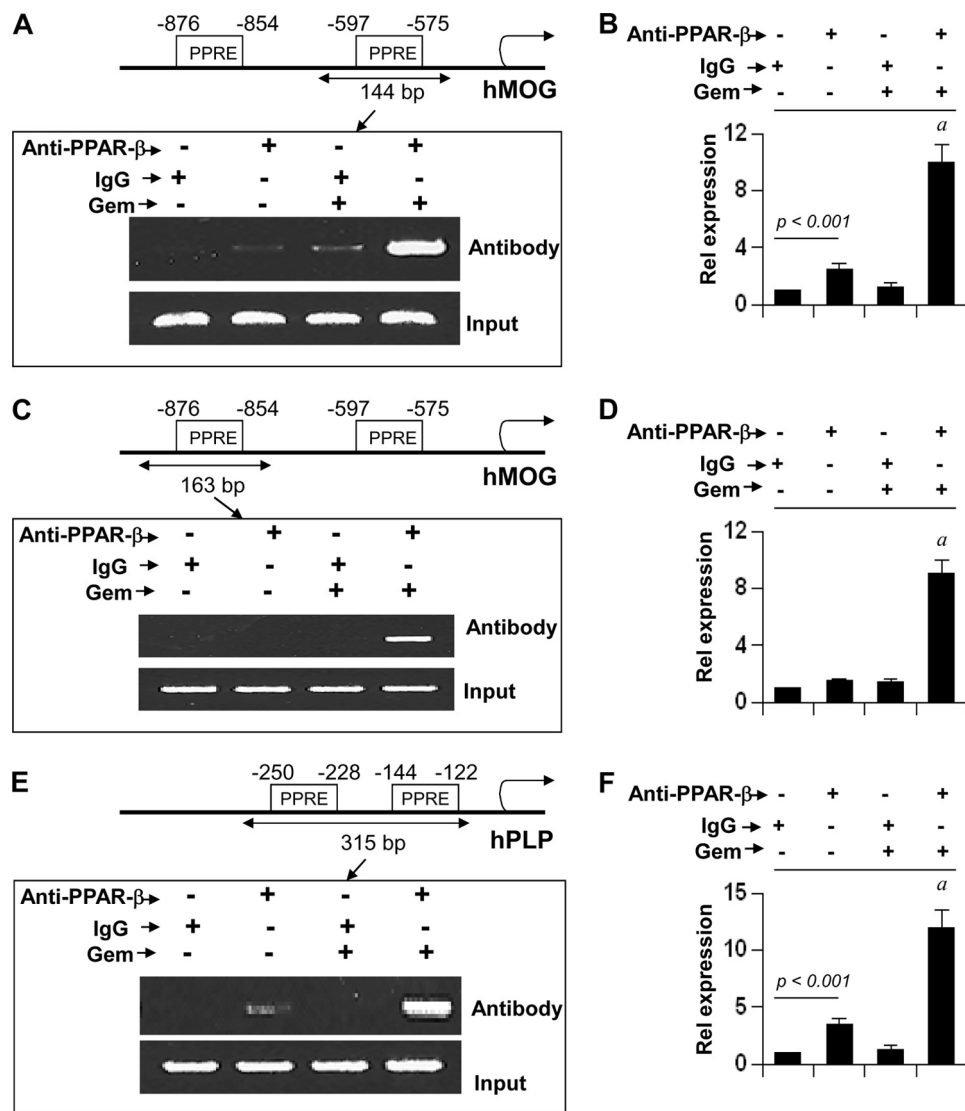 A
-876 -854 -597 -575
PPRE PPRE
hMOG
144 bp
Anti-PPAR-β - + - +
IgG + - + -
Gem - - + +
Antibody
Input
B
Anti-PPAR-β - + - +
IgG + - + -
Gem - - + +
Rel expression
12
8
4
0
p < 0.001
a
C
-876 -854 -597 -575
PPRE PPRE
hMOG
163 bp
Anti-PPAR-β - + - +
IgG + - + -
Gem - - + +
Antibody
Input
D
Anti-PPAR-β - + - +
IgG + - + -
Gem - - + +
Rel expression
12
8
4
0
a
E
-250 -228 -144 -122
PPRE PPRE
hPLP
315 bp
Anti-PPAR-β - + - +
IgG + - + -
Gem - - + +
Antibody
Input
F
Anti-PPAR-β - + - +
IgG + - + -
Gem - - + +
Rel expression
15
10
5
0
p < 0.001
a